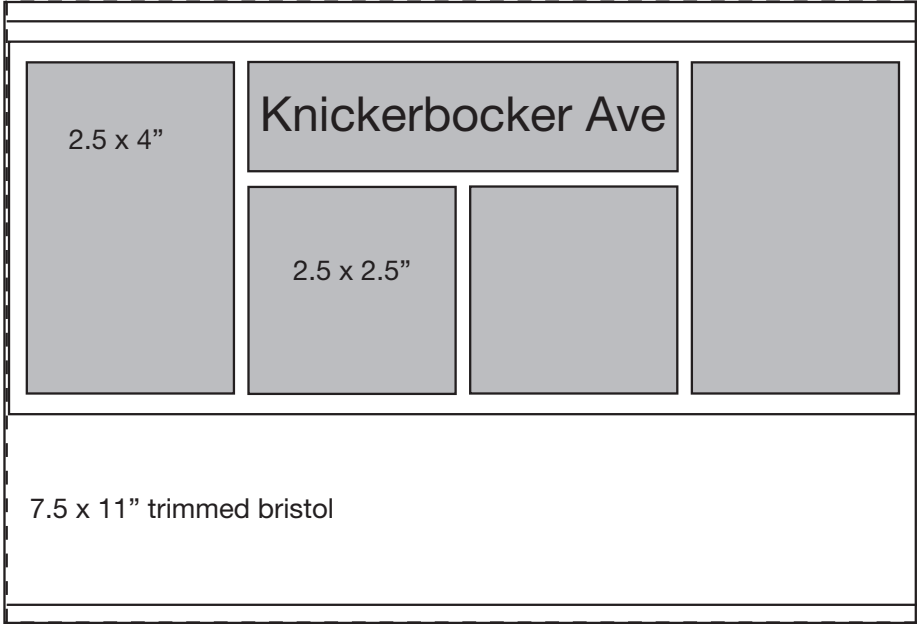 2.5 x 4”
Knickerbocker Ave
2.5 x 2.5”
7.5 x 11” trimmed bristol